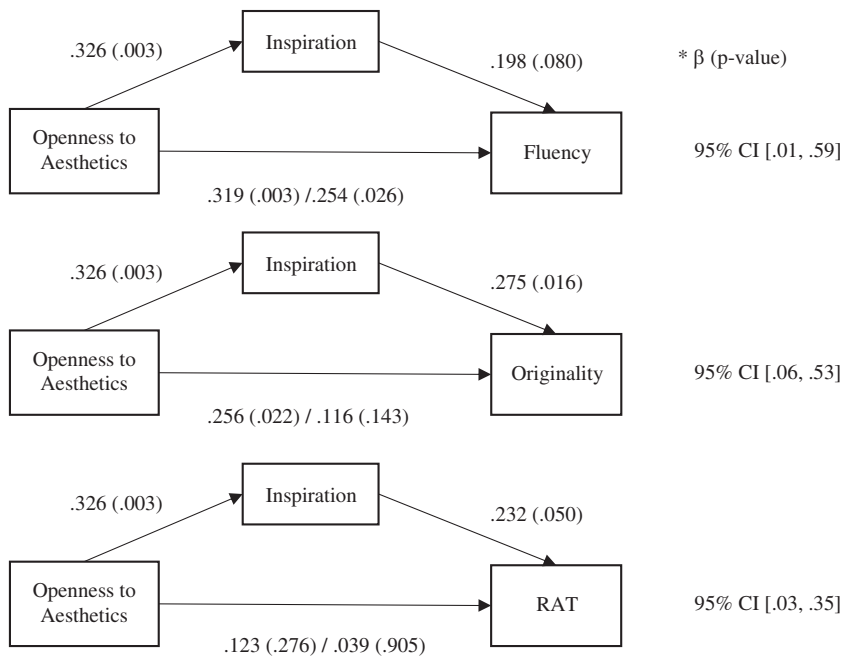 .326 (.003)
Inspiration
.198 (.080)
* β (p-value)
Openness to
Aesthetics
Fluency
95% CI [.01, .59]
.319 (.003) /.254 (.026)
.326 (.003)
Inspiration
.275 (.016)
Openness to
Aesthetics
Originality
95% CI [.06, .53]
.256 (.022) / .116 (.143)
.326 (.003)
Inspiration
.232 (.050)
Openness to
Aesthetics
RAT
95% CI [.03, .35]
.123 (.276) / .039 (.905)